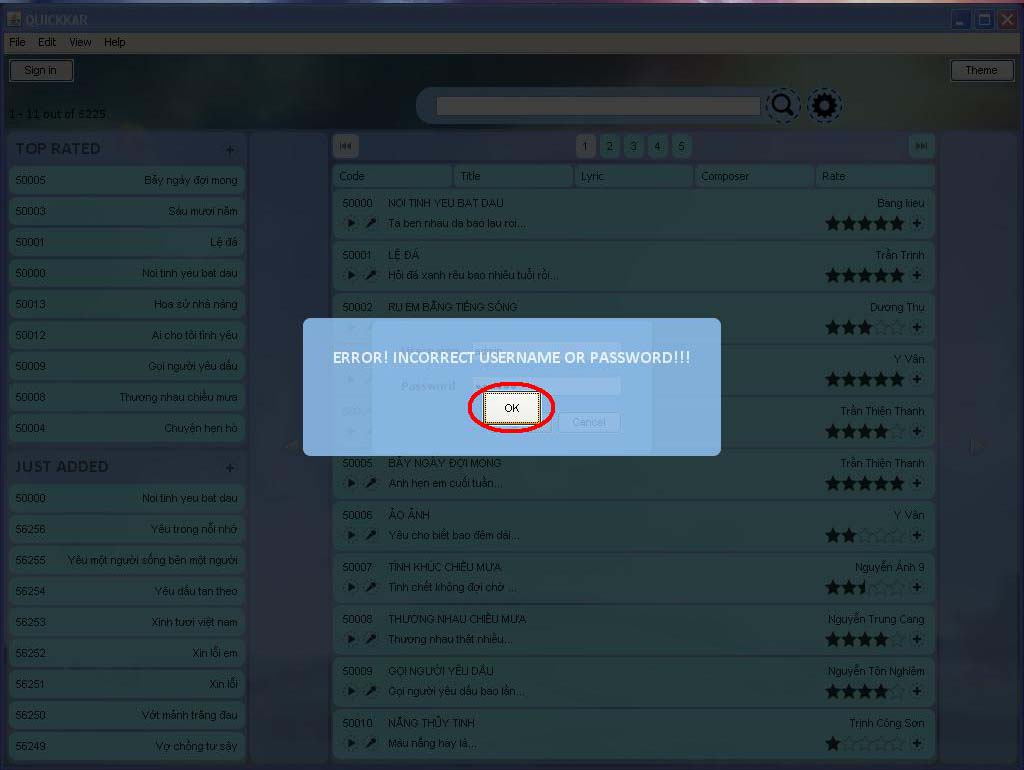 QUICKKAR
File Edit View Help
Sign in
Theme
1 - 11 out of 6225
1 2 3 4 5
TOP RATED +
50005 Bảy ngày đợi mong
50003 Sáu mươi năm
50001 Lệ đá
50000 Noi tinh yeu bat dau
50013 Hoa sứ nhà nàng
50012 Ai cho tôi tình yêu
50009 Gọi người yêu dấu
50008 Thương nhau chiều mưa
50004 Chuyện hẹn hò
JUST ADDED +
50000 Noi tinh yeu bat dau
56256 Yêu trong nỗi nhớ
56255 Yêu một người sống bên một người
56254 Yêu dấu tan theo
56253 Xinh tươi việt nam
56252 Xin lỗi em
56251 Xin lỗi
56250 Vớt mảnh trăng đau
56249 Vợ chồng tư sậy
Code Title Lyric Composer Rate
50000 NOI TINH YEU BAT DAU Bang kieu
Ta ben nhau da bao lau roi...
50001 LỆ ĐÁ Trần Trịnh
Hỏi đá xanh rêu bao nhiêu tuổi rồi...
50002 RU EM BẰNG TIẾNG SÓNG Dương Thụ
Y Vân
Trần Thiện Thanh
ERROR! INCORRECT USERNAME OR PASSWORD!!!
Password
OK
Cancel
50005 BẢY NGÀY ĐỢI MONG Trần Thiện Thanh
Anh hẹn em cuối tuần...
50006 ẢO ẢNH Y Vân
Yêu cho biết bao đêm dài...
50007 TÌNH KHÚC CHIỀU MƯA Nguyễn Ánh 9
Tình chết không đợi chờ ...
50008 THƯƠNG NHAU CHIỀU MƯA Nguyễn Trung Cang
Thương nhau thật nhiều...
50009 GỌI NGƯỜI YÊU DẤU Nguyễn Tôn Nghiêm
Gọi người yêu dấu bao lần...
50010 NẮNG THỦY TINH Trịnh Công Sơn
Màu nắng hay là...